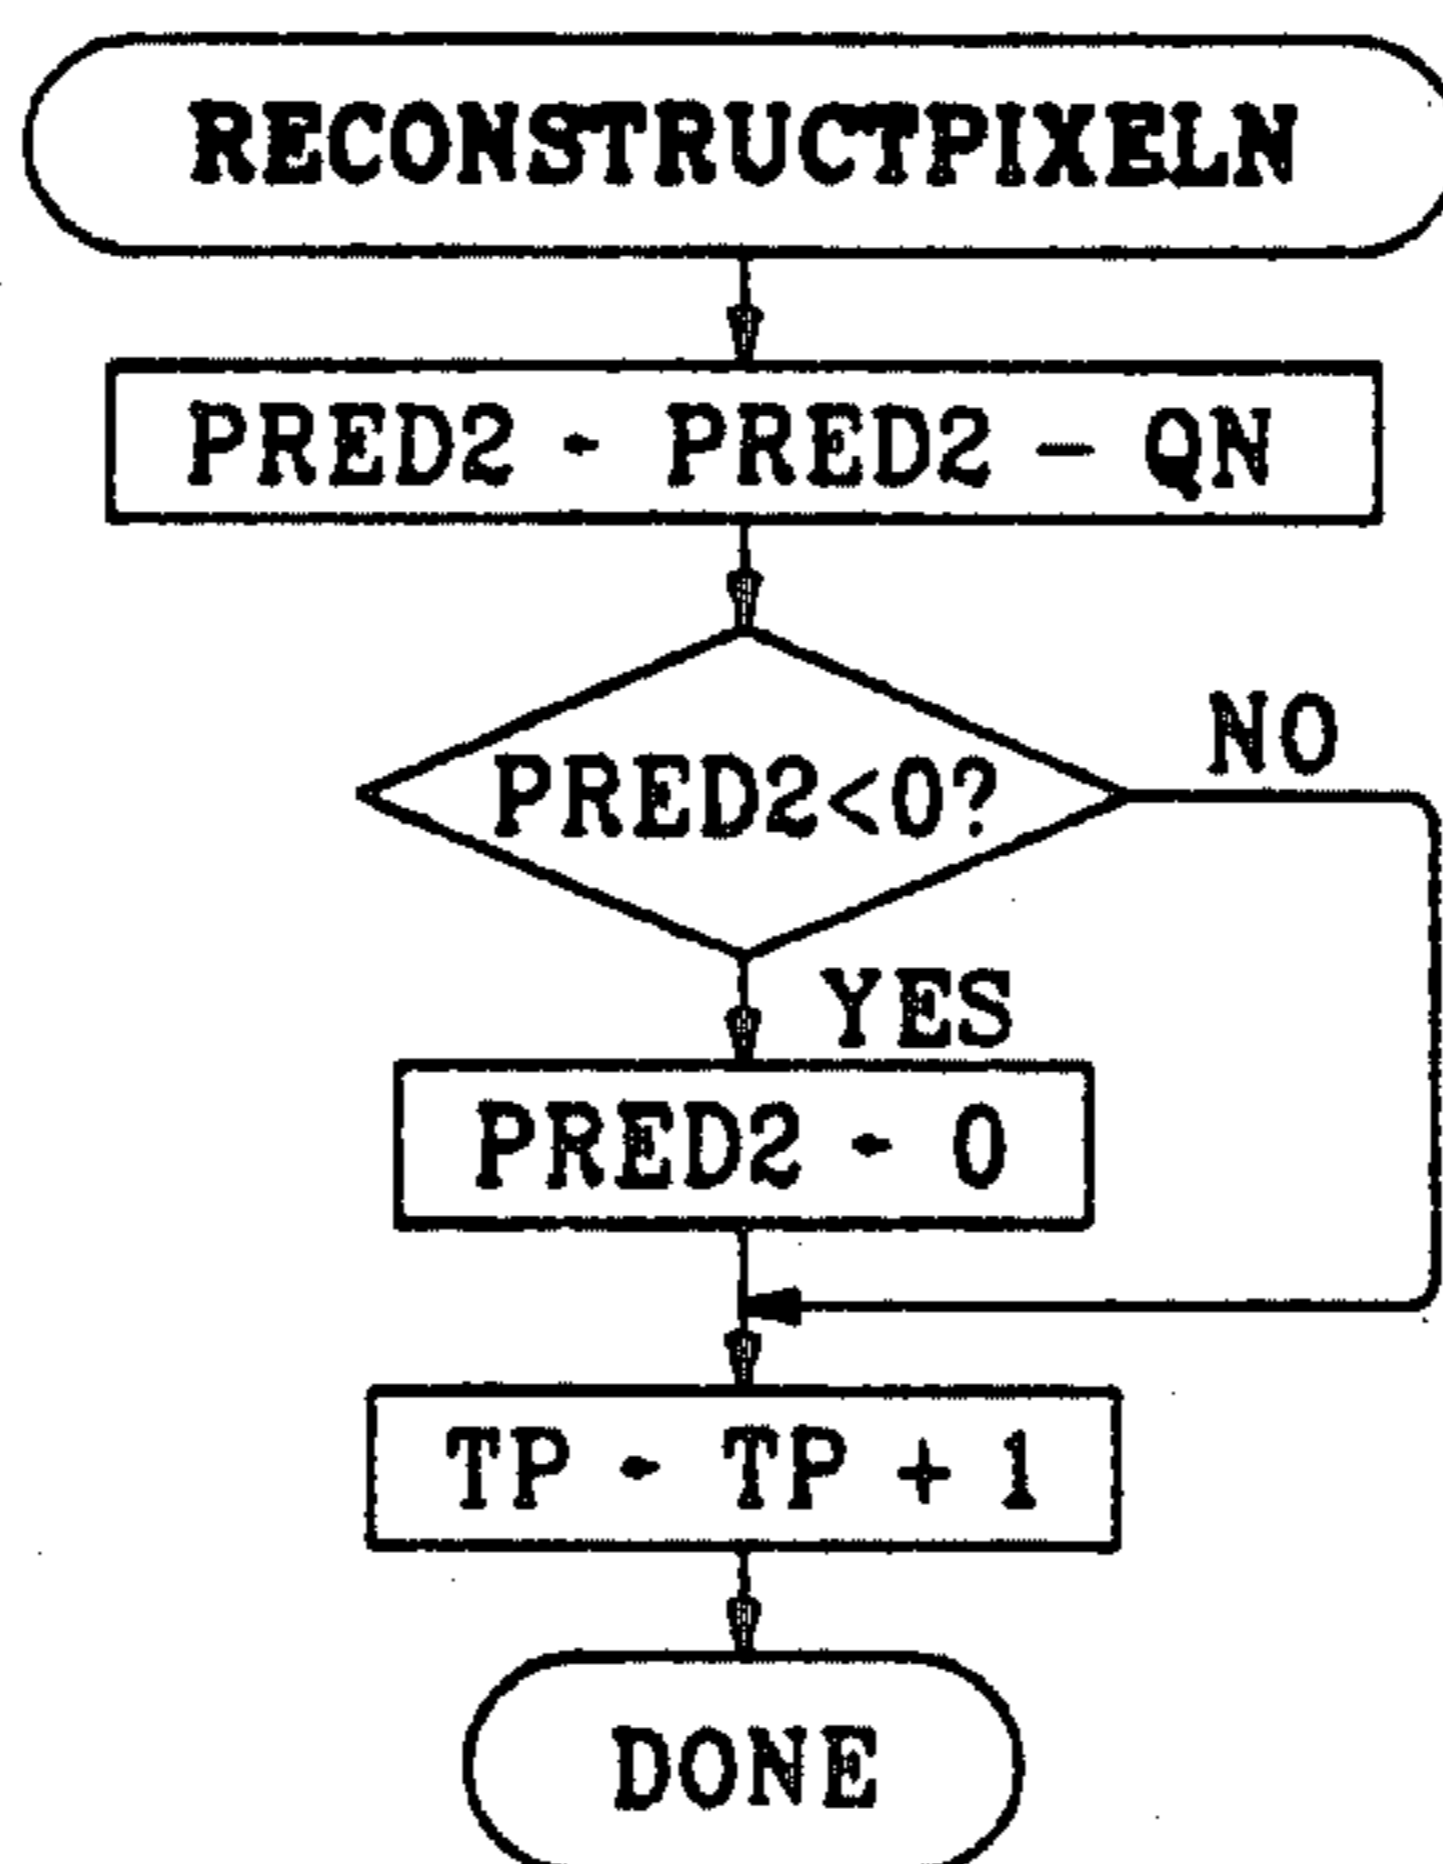 RECONSTRUCTPIXELN
PRED2 ← PRED2 − QN
PRED2<0?
NO
YES
PRED2 ← 0
TP ← TP + 1
DONE